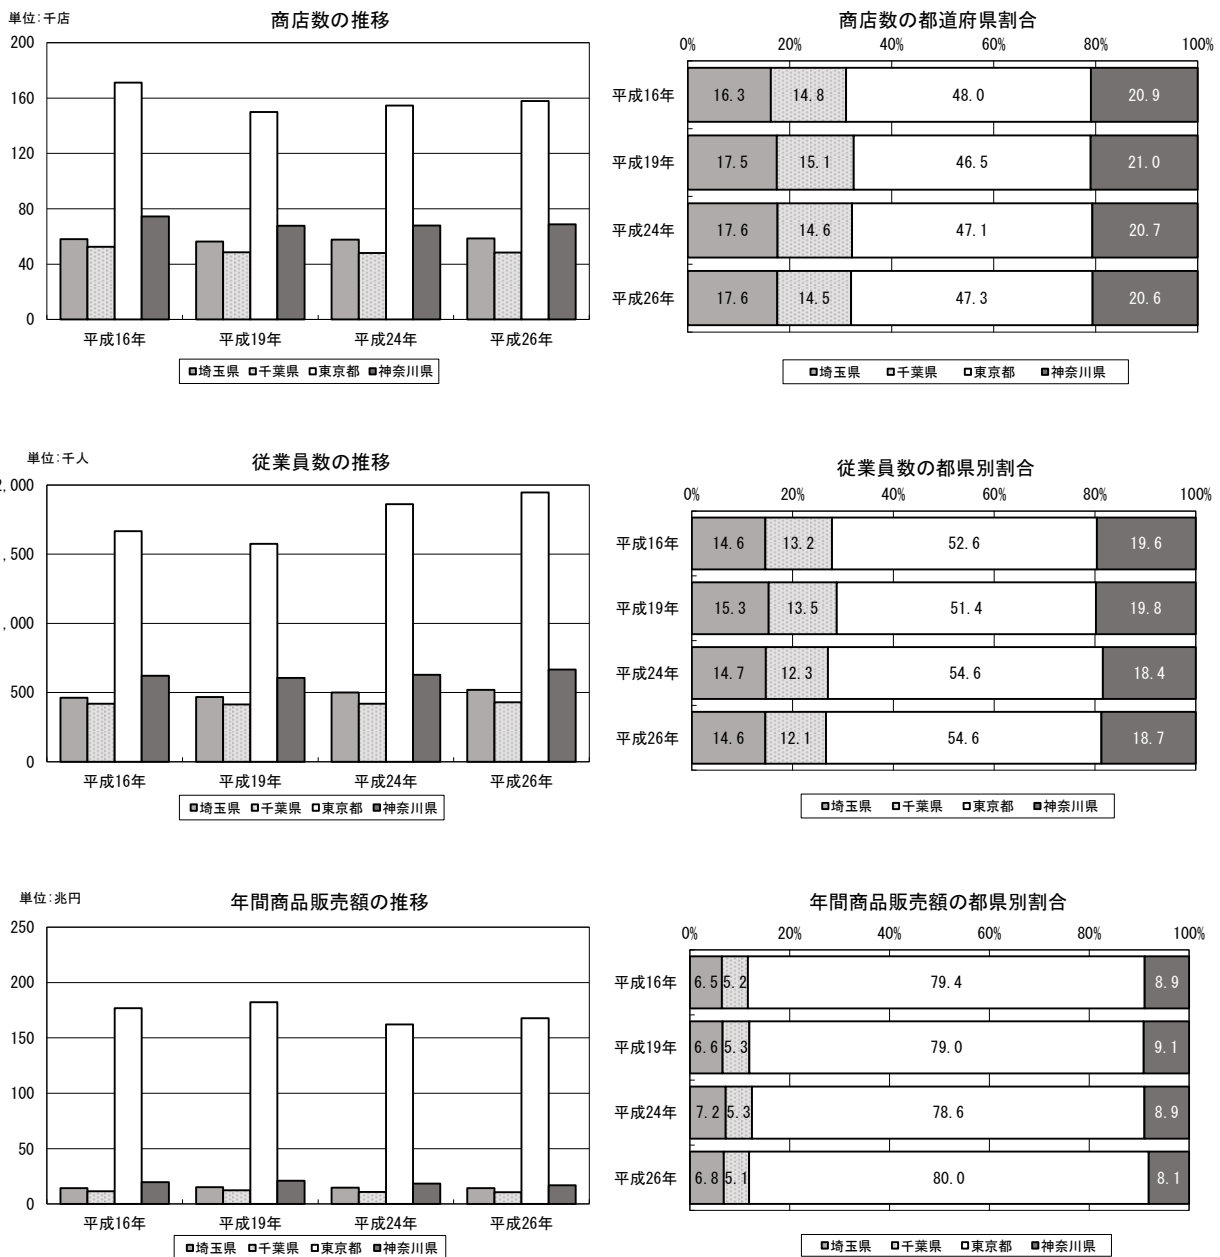 単位:千店
商店数の推移
200
160
120
80
40
0
平成16年 平成19年 平成24年 平成26年
埼玉県 千葉県 東京都 神奈川県
商店数の都道府県割合
0% 20% 40% 60% 80% 100%
平成16年 16.3 14.8 48.0 20.9
平成19年 17.5 15.1 46.5 21.0
平成24年 17.6 14.6 47.1 20.7
平成26年 17.6 14.5 47.3 20.6
埼玉県 千葉県 東京都 神奈川県
単位:千人
従業員数の推移
2,000
,500
,000
500
0
平成16年 平成19年 平成24年 平成26年
埼玉県 千葉県 東京都 神奈川県
従業員数の都県別割合
0% 20% 40% 60% 80% 100%
平成16年 14.6 13.2 52.6 19.6
平成19年 15.3 13.5 51.4 19.8
平成24年 14.7 12.3 54.6 18.4
平成26年 14.6 12.1 54.6 18.7
埼玉県 千葉県 東京都 神奈川県
単位:兆円
年間商品販売額の推移
250
200
150
100
50
0
平成16年 平成19年 平成24年 平成26年
埼玉県 千葉県 東京都 神奈川県
年間商品販売額の都県別割合
0% 20% 40% 60% 80% 100%
平成16年 6.5 5.2 79.4 8.9
平成19年 6.6 5.3 79.0 9.1
平成24年 7.2 5.3 78.6 8.9
平成26年 6.8 5.1 80.0 8.1
埼玉県 千葉県 東京都 神奈川県